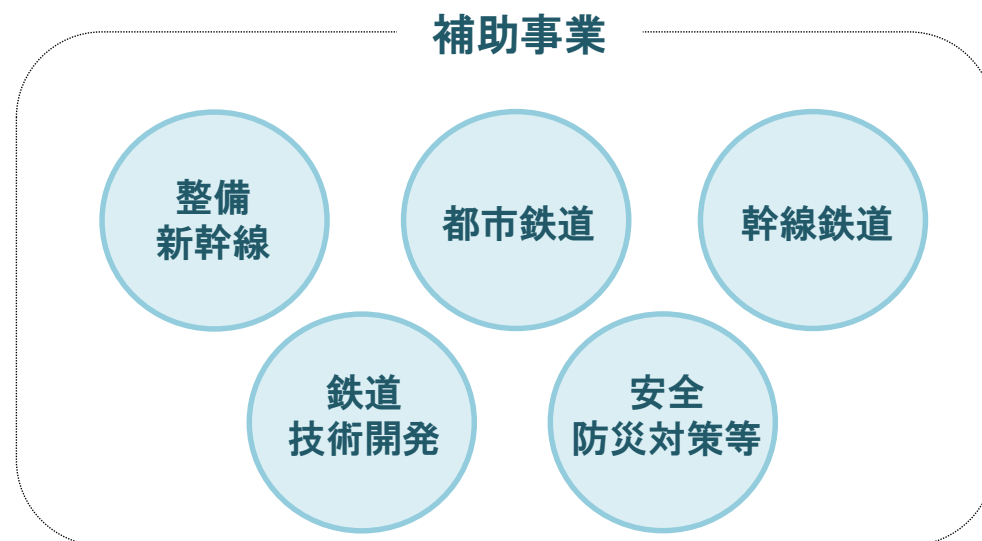 補助事業
整備
新幹線
都市鉄道
幹線鉄道
鉄道
技術開発
安全
防災対策等